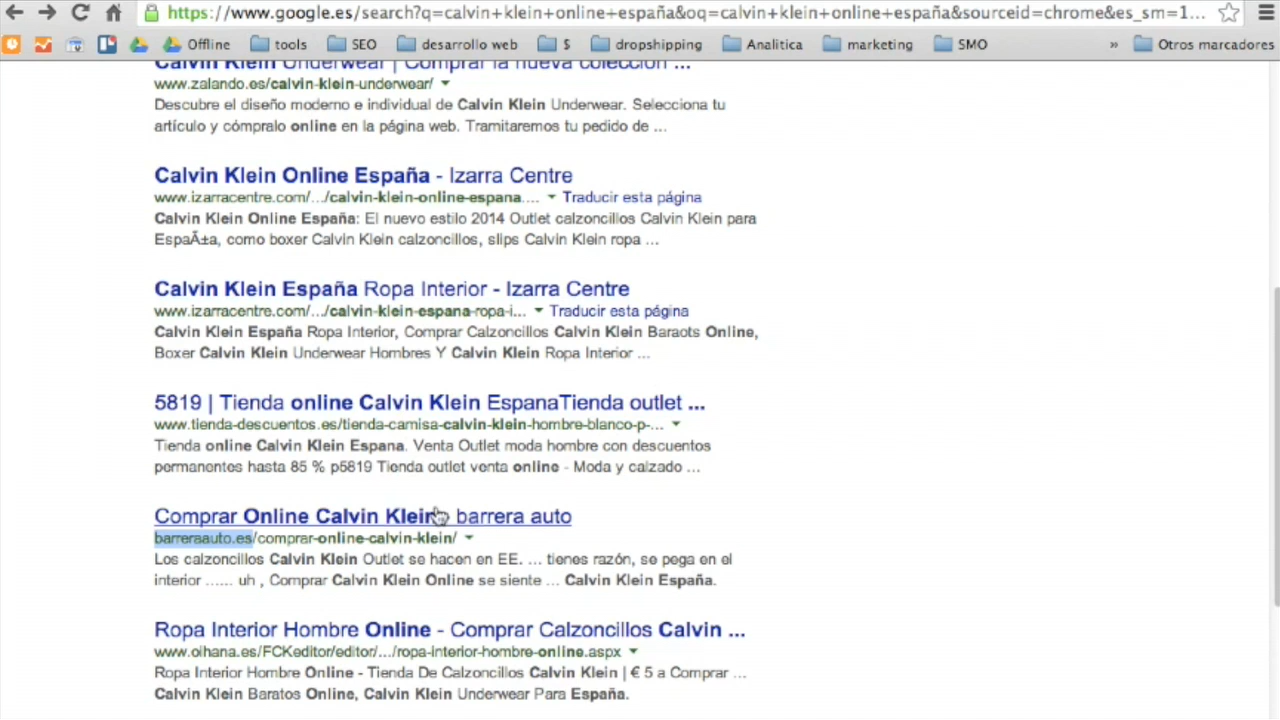 https://www.google.es/search?q=calvin+klein+online+españa&oq=calvin+klein+online+españa&sourceid=chrome&es_sm=1...
Offline tools SEO desarrollo web $ dropshipping Analitica marketing SMO » Otros marcadores
Calvin Klein Underwear | Comprar la nueva colección ...
www.zalando.es/calvin-klein-underwear/
Descubre el diseño moderno e individual de Calvin Klein Underwear. Selecciona tu
artículo y cómpralo online en la página web. Tramitaremos tu pedido de ...
Calvin Klein Online España - Izarra Centre
www.izarracentre.com/.../calvin-klein-online-espana.... Traducir esta página
Calvin Klein Online España: El nuevo estilo 2014 Outlet calzoncillos Calvin Klein para
EspaÃ±a, como boxer Calvin Klein calzoncillos, slips Calvin Klein ropa ...
Calvin Klein España Ropa Interior - Izarra Centre
www.izarracentre.com/.../calvin-klein-espana-ropa-i... Traducir esta página
Calvin Klein España Ropa Interior, Comprar Calzoncillos Calvin Klein Baraots Online,
Boxer Calvin Klein Underwear Hombres Y Calvin Klein Ropa Interior ...
5819 | Tienda online Calvin Klein EspanaTienda outlet ...
www.tienda-descuentos.es/tienda-camisa-calvin-klein-hombre-blanco-p-...
Tienda online Calvin Klein Espana. Venta Outlet moda hombre con descuentos
permanentes hasta 85 % p5819 Tienda outlet venta online - Moda y calzado ...
Comprar Online Calvin Klein barrera auto
barreraauto.es/comprar-online-calvin-klein/
Los calzoncillos Calvin Klein Outlet se hacen en EE. ... tienes razón, se pega en el
interior ...... uh , Comprar Calvin Klein Online se siente ... Calvin Klein España.
Ropa Interior Hombre Online - Comprar Calzoncillos Calvin ...
www.oihana.es/FCKeditor/editor/.../ropa-interior-hombre-online.aspx
Ropa Interior Hombre Online - Tienda De Calzoncillos Calvin Klein | € 5 a Comprar ...
Calvin Klein Baratos Online, Calvin Klein Underwear Para España.